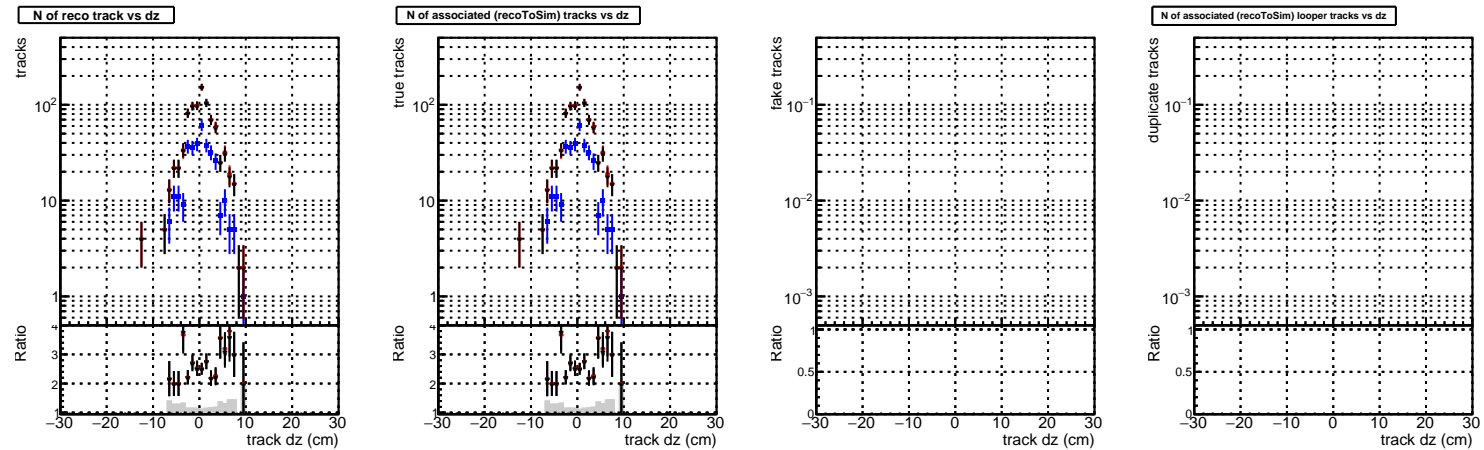 N of reco track vs dz
tracks
10²
10
1
Ratio
4
3
2
1
−30 −20 −10 0 10 20 30
track dz (cm)
N of associated (recoToSim) tracks vs dz
true tracks
10²
10
1
Ratio
4
3
2
1
−30 −20 −10 0 10 20 30
track dz (cm)
fake tracks
10⁻¹
10⁻²
10⁻³
Ratio
1
0.5
0
−30 −20 −10 0 10 20 30
track dz (cm)
N of associated (recoToSim) looper tracks vs dz
duplicate tracks
10⁻¹
10⁻²
10⁻³
Ratio
1
0.5
0
−30 −20 −10 0 10 20 30
track dz (cm)